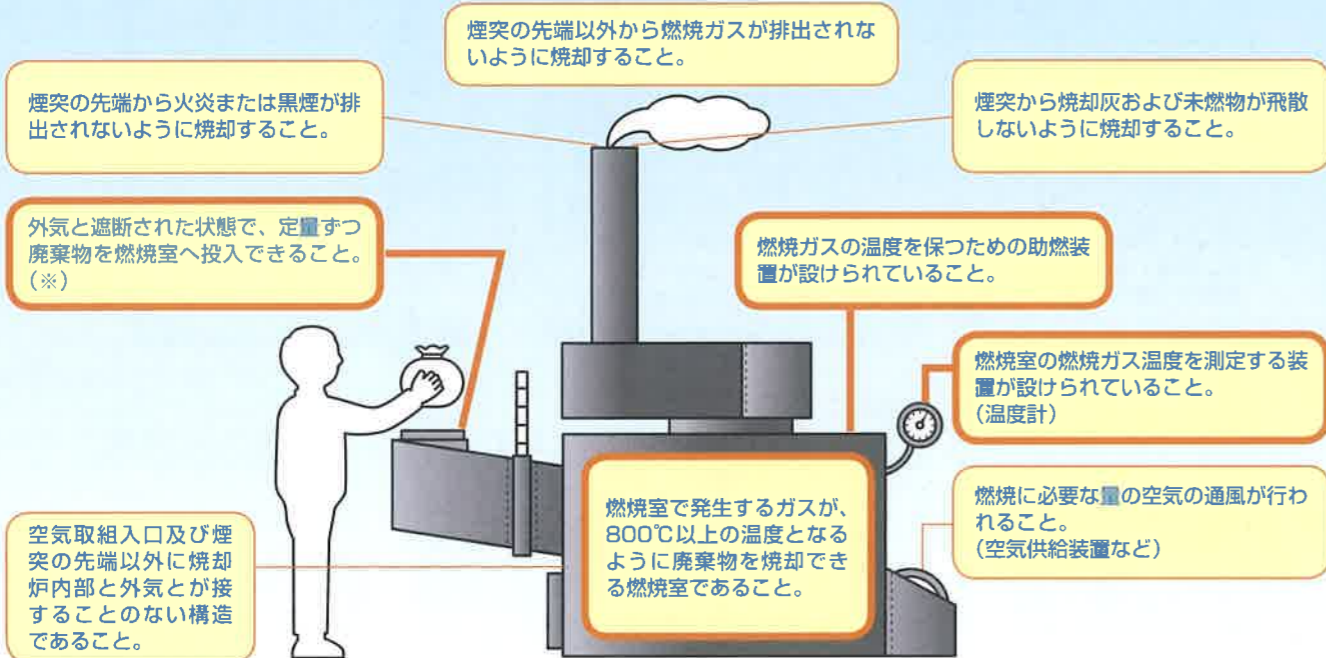 煙突の先端以外から燃焼ガスが排出されな
いように焼却すること。
煙突の先端から火炎または黒煙が排
出されないように焼却すること。
煙突から焼却灰および未燃物が飛散
しないように焼却すること。
外気と遮断された状態で、定量ずつ
廃棄物を燃焼室へ投入できること。
(※)
燃焼ガスの温度を保つための助燃装
置が設けられていること。
燃焼室の燃焼ガス温度を測定する装
置が設けられていること。
(温度計)
燃焼室で発生するガスが、
800℃以上の温度となる
ように廃棄物を焼却でき
る燃焼室であること。
燃焼に必要な量の空気の通風が行わ
れること。
(空気供給装置など)
空気取組入口及び煙
突の先端以外に焼却
炉内部と外気とが接
することのない構造
であること。